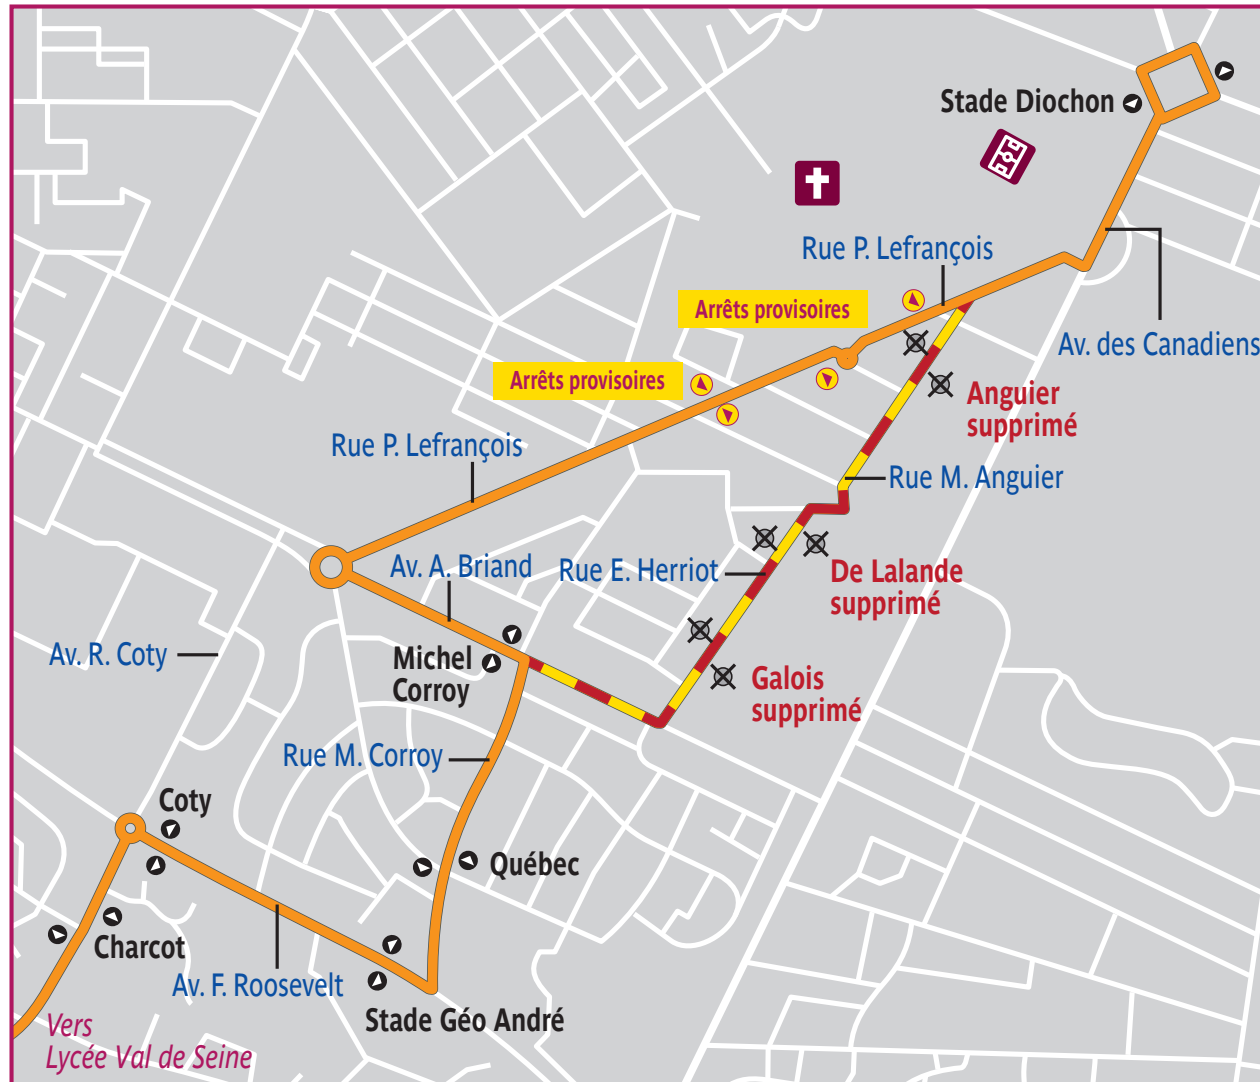 Stade Diochon
Rue P. Lefrançois
Arrêts provisoires
Av. des Canadiens
Arrêts provisoires
Anguier
supprimé
Rue P. Lefrançois
Rue M. Anguier
Av. A. Briand
Rue E. Herriot
De Lalande
supprimé
Av. R. Coty
Michel
Corroy
Galois
supprimé
Rue M. Corroy
Coty
Québec
Charcot
Av. F. Roosevelt
Stade Géo André
Vers
Lycée Val de Seine